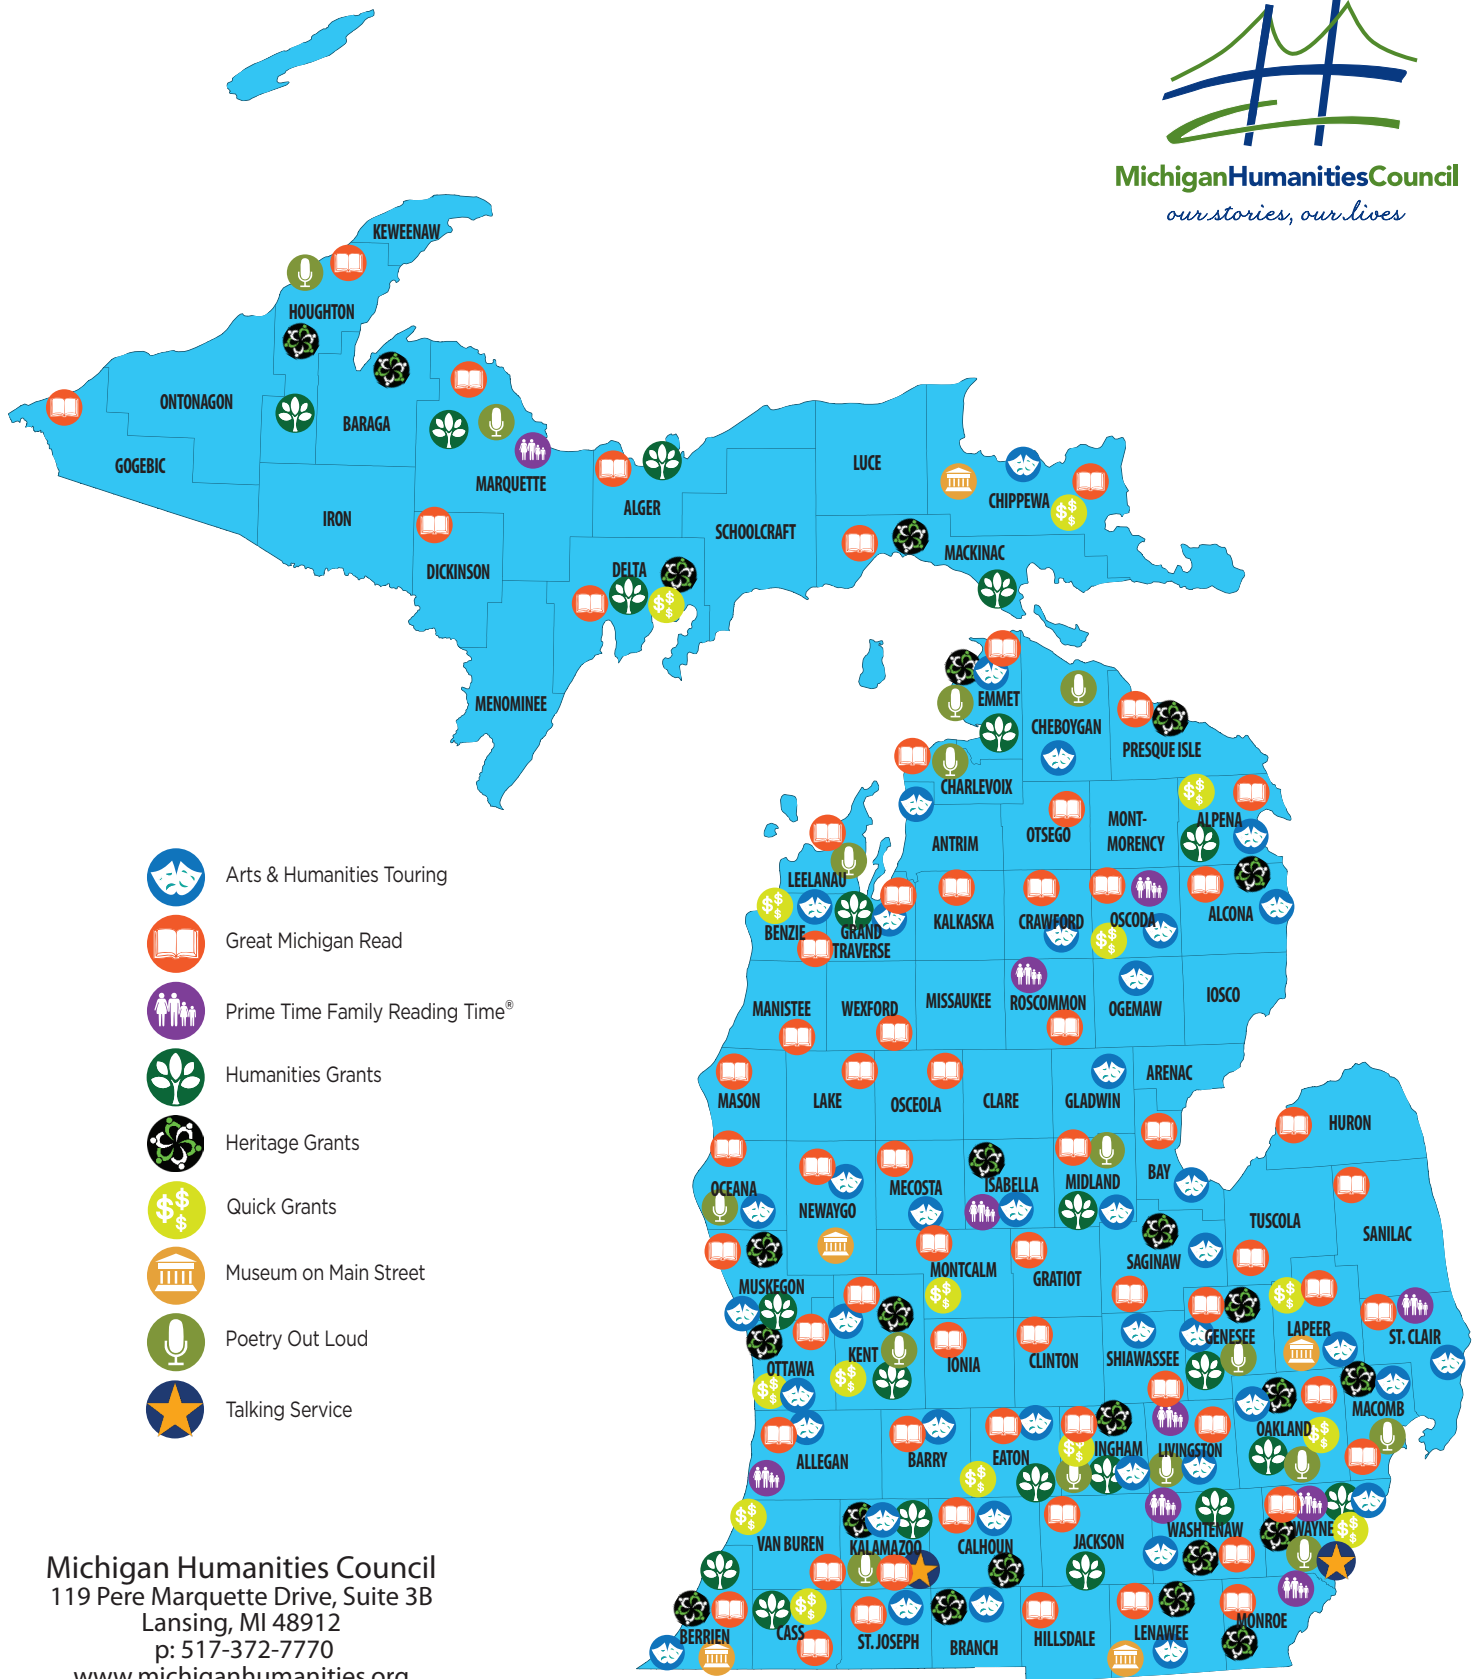 MichiganHumanitiesCouncil
our stories, our lives
KEWEENAW
HOUGHTON
ONTONAGON
BARAGA
GOGEBIC
MARQUETTE
LUCE
CHIPPEWA
IRON
ALGER
SCHOOLCRAFT
MACKINAC
DICKINSON
DELTA
MENOMINEE
EMMET
CHEBOYGAN
PRESQUE ISLE
CHARLEVOIX
ANTRIM
OTSEGO
MONT-
MORENCY
ALPENA
LEELANAU
BENZIE
GRAND
TRAVERSE
KALKASKA
CRAWFORD
OSCODA
ALCONA
MANISTEE
WEXFORD
MISSAUKEE
ROSCOMMON
OGEMAW
IOSCO
MASON
LAKE
OSCEOLA
CLARE
GLADWIN
ARENAC
HURON
OCEANA
NEWAYGO
MECOSTA
ISABELLA
MIDLAND
BAY
TUSCOLA
SANILAC
MUSKEGON
MONTCALM
GRATIOT
SAGINAW
OTTAWA
KENT
IONIA
CLINTON
SHIAWASSEE
GENESEE
LAPEER
ST. CLAIR
ALLEGAN
BARRY
EATON
INGHAM
LIVINGSTON
OAKLAND
MACOMB
VAN BUREN
KALAMAZOO
CALHOUN
JACKSON
WASHTENAW
WAYNE
BERRIEN
CASS
ST. JOSEPH
BRANCH
HILLSDALE
LENAWEE
MONROE
Arts & Humanities Touring
Great Michigan Read
Prime Time Family Reading Time®
Humanities Grants
Heritage Grants
Quick Grants
Museum on Main Street
Poetry Out Loud
Talking Service
Michigan Humanities Council
119 Pere Marquette Drive, Suite 3B
Lansing, MI 48912
p: 517-372-7770
www.michiganhumanities.org